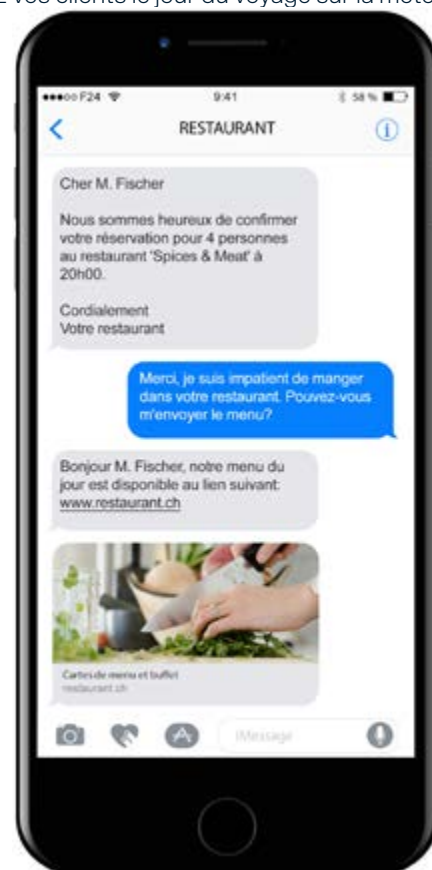 vos clients le jour du voyage sur la
F24 9:41 58 %
RESTAURANT
Cher M. Fischer
Nous sommes heureux de confirmer
votre réservation pour 4 personnes
au restaurant 'Spices & Meat' à
20h00.
Cordialement
Votre restaurant
Merci, je suis impatient de manger
dans votre restaurant. Pouvez-vous
m'envoyer le menu?
Bonjour M. Fischer, notre menu du
jour est disponible au lien suivant:
www.restaurant.ch
Cartes de menu et buffet
restaurant.ch
iMessage